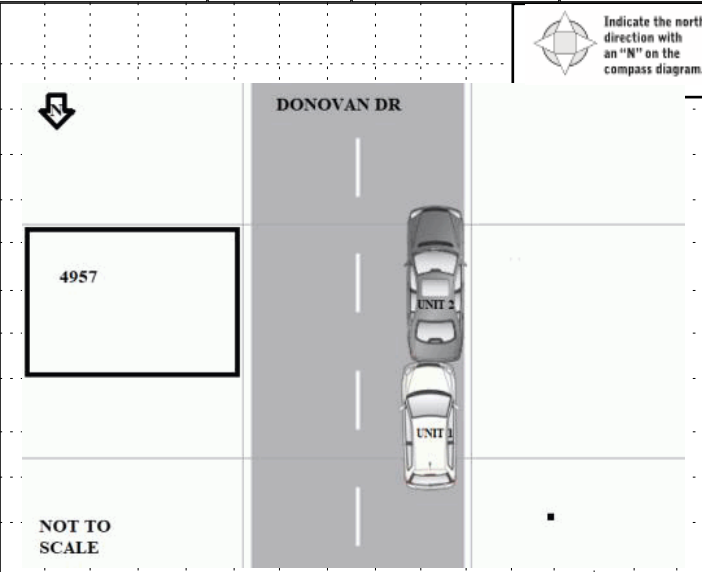 Indicate the north
direction with
an “N” on the
compass diagram.
N
DONOVAN DR
4957
UNIT 2
UNIT 1
NOT TO
SCALE